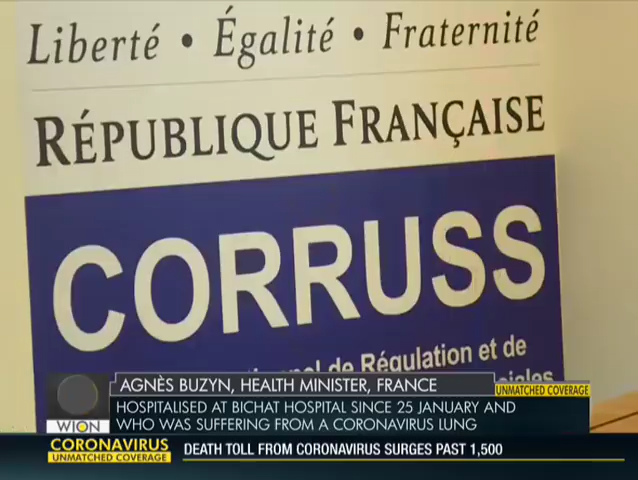 Liberté • Égalité • Fraternité
RÉPUBLIQUE FRANÇAISE
CORRUSS
de Régulation et de
AGNÈS BUZYN, HEALTH MINISTER, FRANCE
UNMATCHED COVERAGE
HOSPITALISED AT BICHAT HOSPITAL SINCE 25 JANUARY AND
WHO WAS SUFFERING FROM A CORONAVIRUS LUNG
WION
CORONAVIRUS
UNMATCHED COVERAGE
DEATH TOLL FROM CORONAVIRUS SURGES PAST 1,500